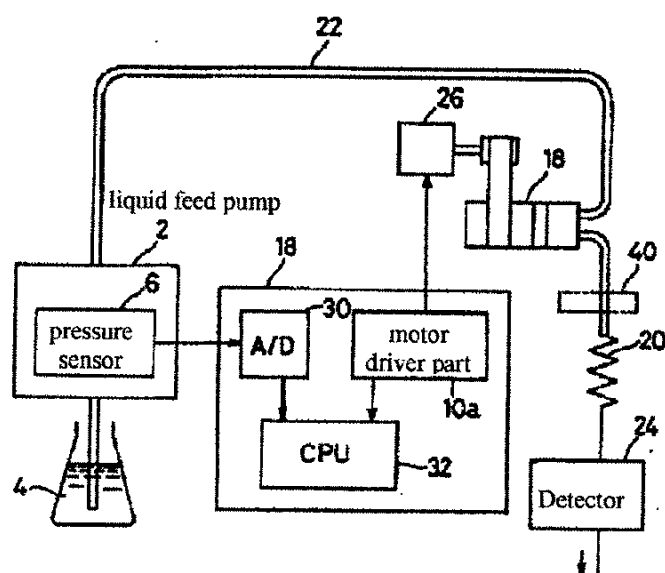 22
26
18
liquid feed pump
2
6
pressure
sensor
18
30
A/D
motor
driver part
10a
CPU
32
4
40
20
24
Detector